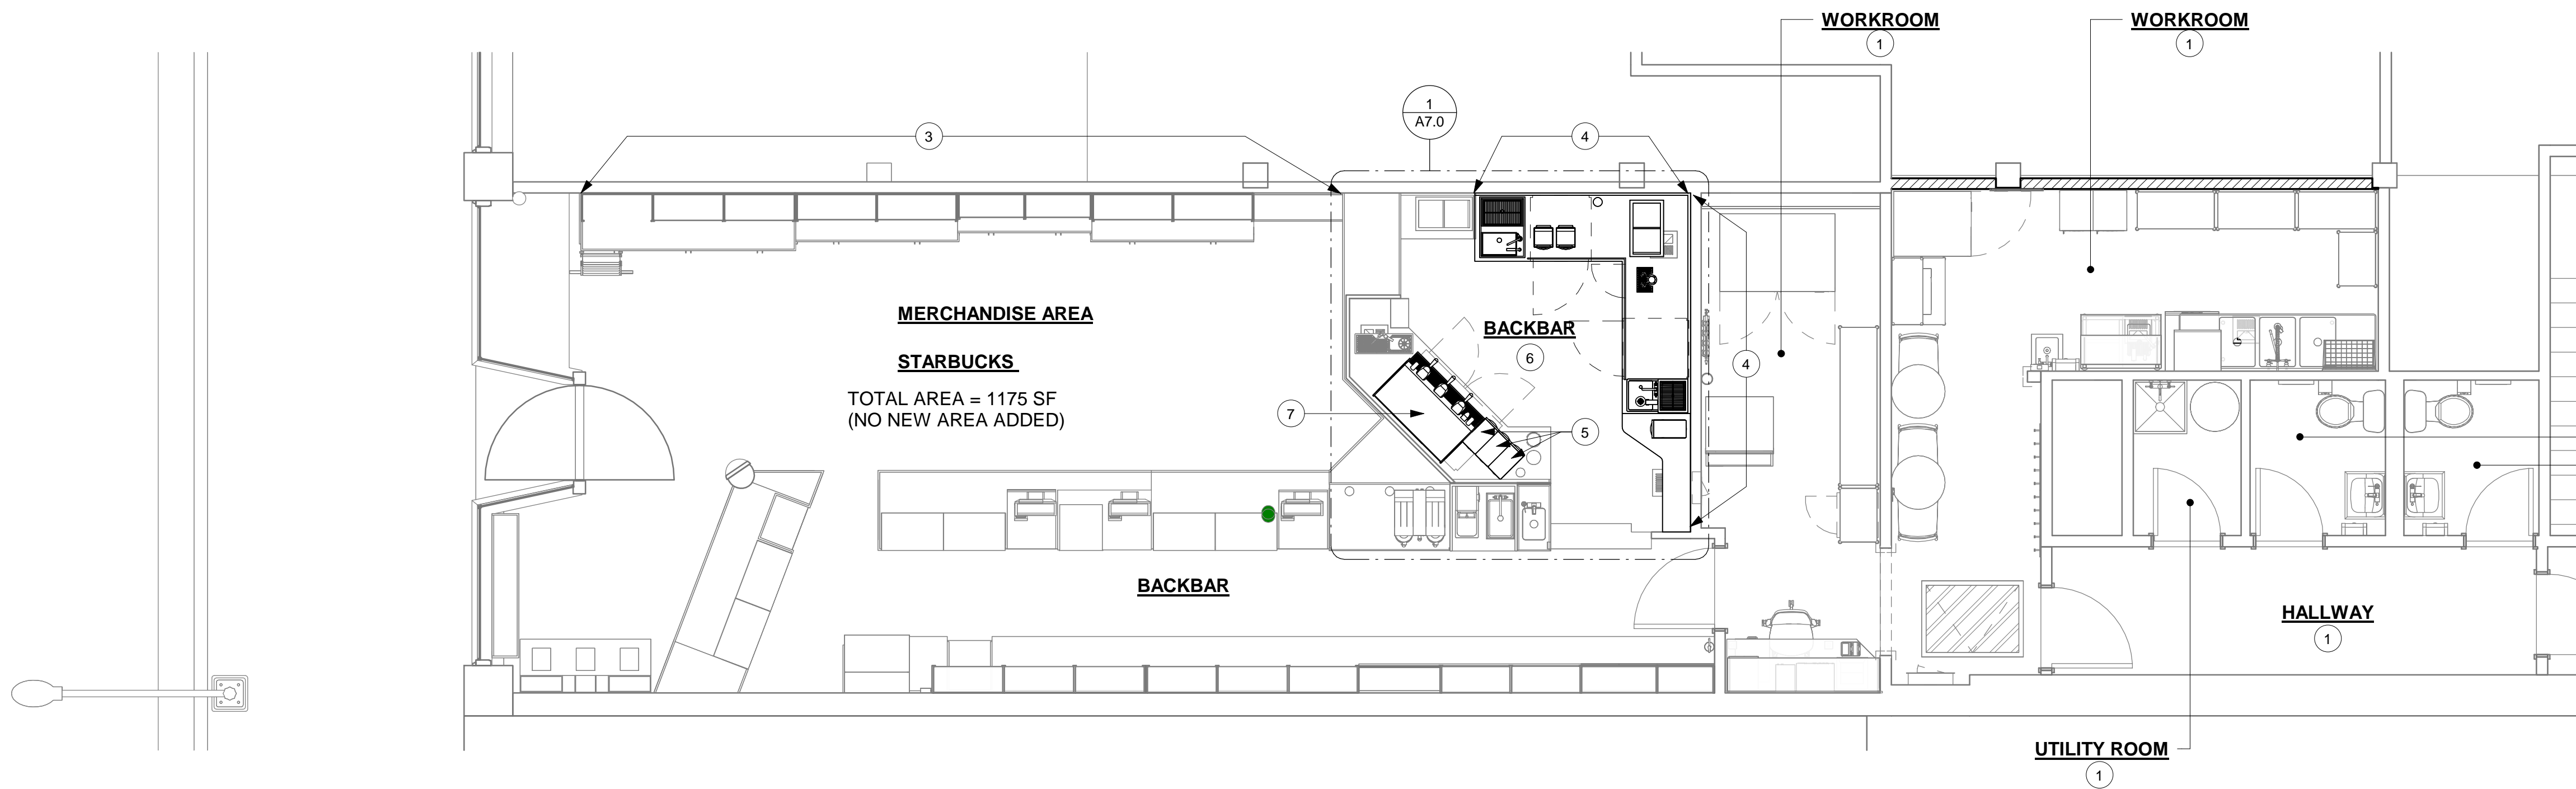 WORKROOM
1
WORKROOM
1
1
A7.0
3
4
MERCHANDISE AREA
STARBUCKS
TOTAL AREA = 1175 SF
(NO NEW AREA ADDED)
BACKBAR
6
4
7
5
BACKBAR
HALLWAY
1
UTILITY ROOM
1